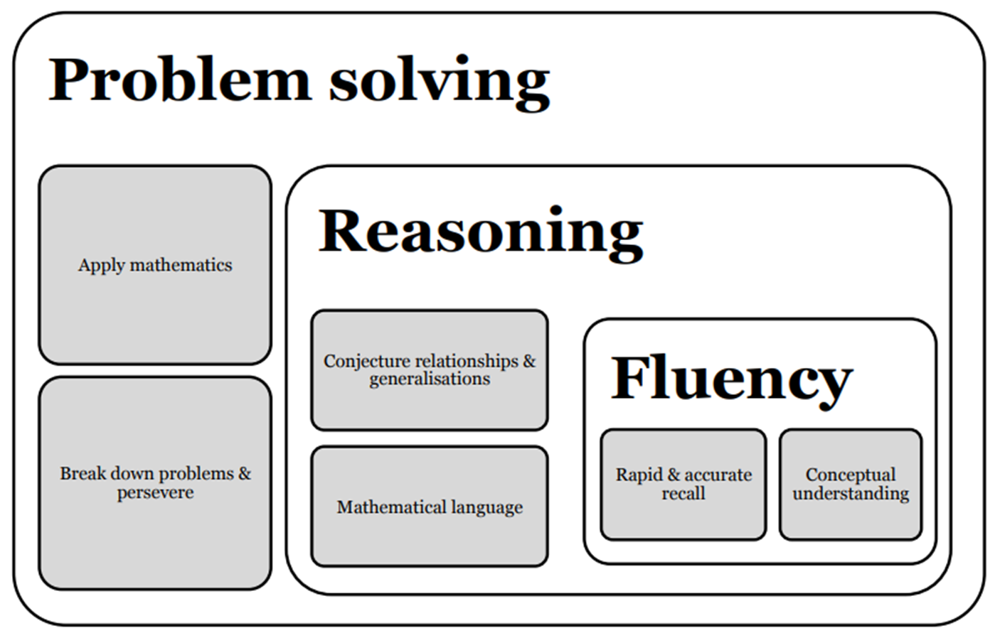 Problem solving
Apply mathematics
Break down problems &
persevere
Reasoning
Conjecture relationships &
generalisations
Mathematical language
Fluency
Rapid & accurate
recall
Conceptual
understanding